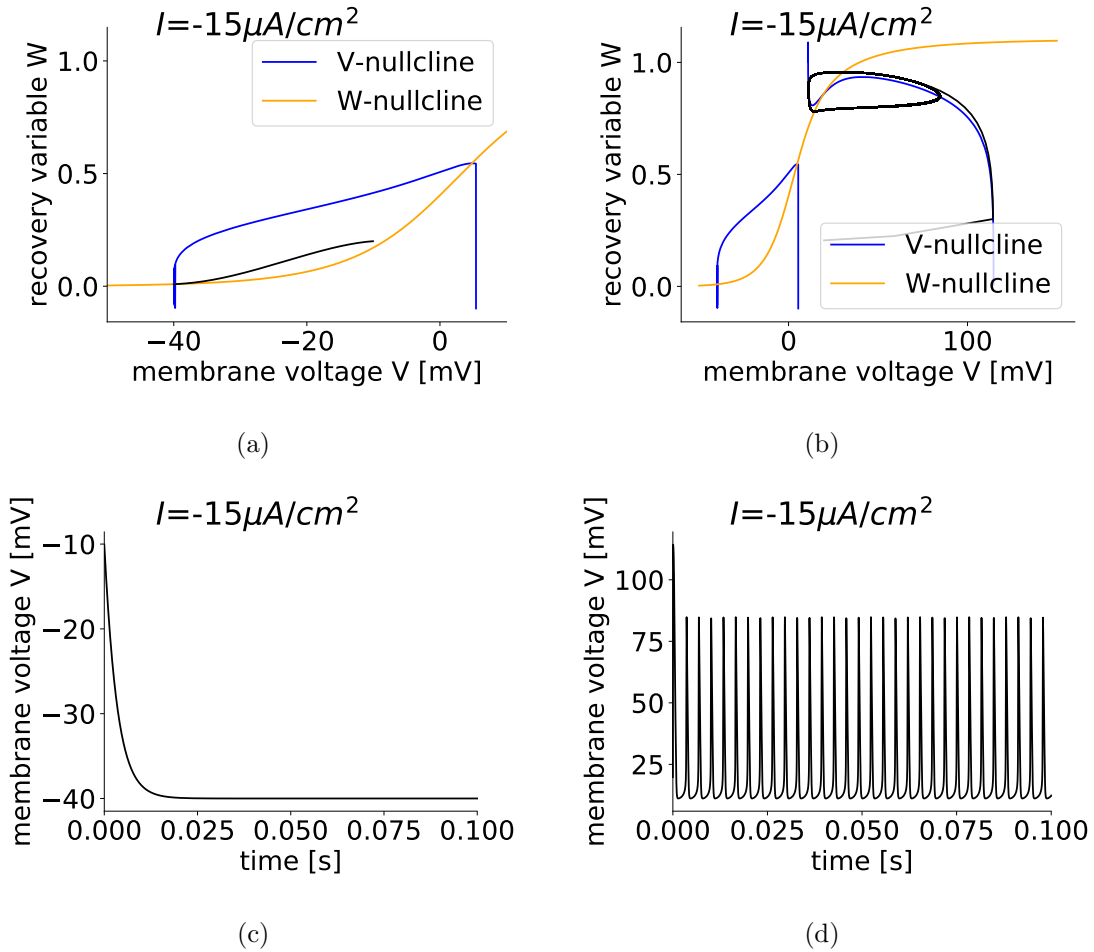 I=-15μA/cm²
recovery variable W
1.0
0.5
0.0
V-nullcline
W-nullcline
−40
−20
0
membrane voltage V [mV]
(a)
I=-15μA/cm²
recovery variable W
1.0
0.5
0.0
V-nullcline
W-nullcline
0
100
membrane voltage V [mV]
(b)
I=-15μA/cm²
membrane voltage V [mV]
−10
−20
−30
−40
0.000
0.025
0.050
0.075
0.100
time [s]
(c)
I=-15μA/cm²
membrane voltage V [mV]
100
75
50
25
0.000
0.025
0.050
0.075
0.100
time [s]
(d)